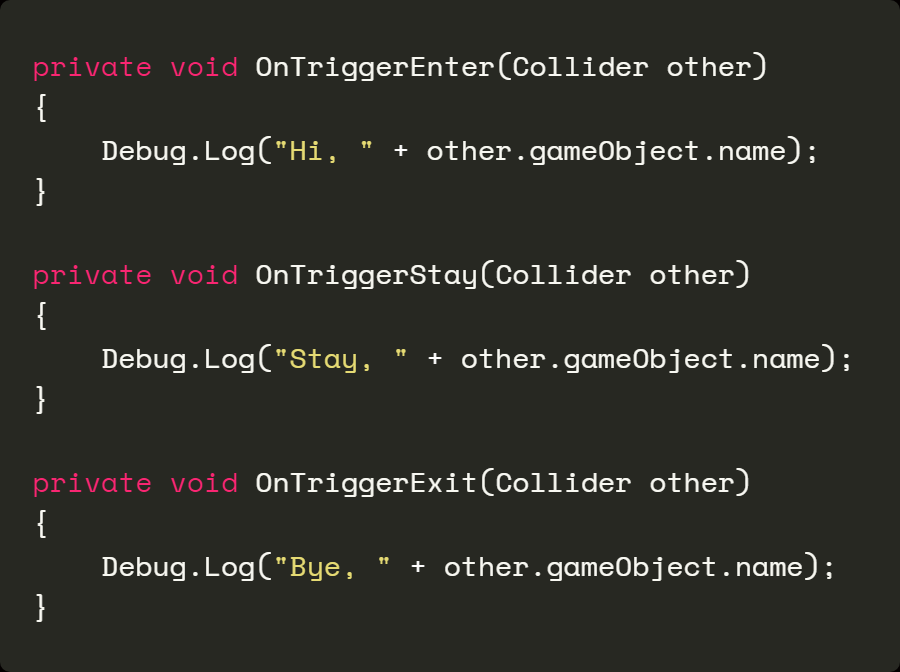 private void OnTriggerEnter(Collider other)
{
    Debug.Log("Hi, " + other.gameObject.name);
}

private void OnTriggerStay(Collider other)
{
    Debug.Log("Stay, " + other.gameObject.name);
}

private void OnTriggerExit(Collider other)
{
    Debug.Log("Bye, " + other.gameObject.name);
}